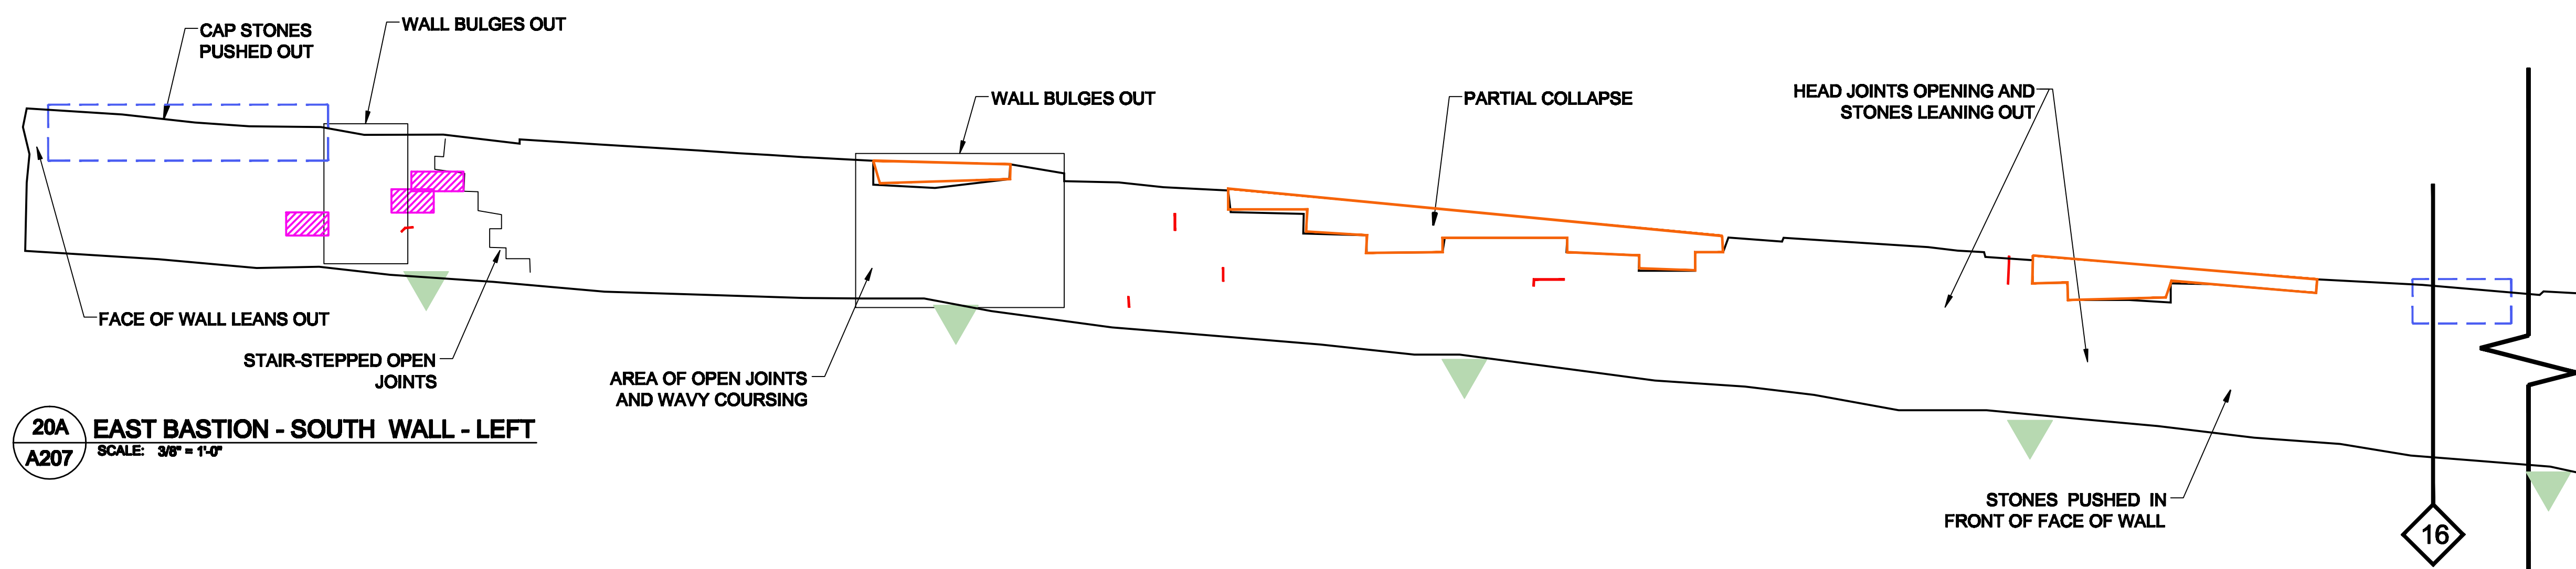 CAP STONES
PUSHED OUT
WALL BULGES OUT
WALL BULGES OUT
PARTIAL COLLAPSE
HEAD JOINTS OPENING AND
STONES LEANING OUT
FACE OF WALL LEANS OUT
STAIR-STEPPED OPEN
JOINTS
AREA OF OPEN JOINTS
AND WAVY COURSING
STONES PUSHED IN
FRONT OF FACE OF WALL
16
20A
A207
EAST BASTION - SOUTH WALL - LEFT
SCALE: 3/8" = 1'-0"